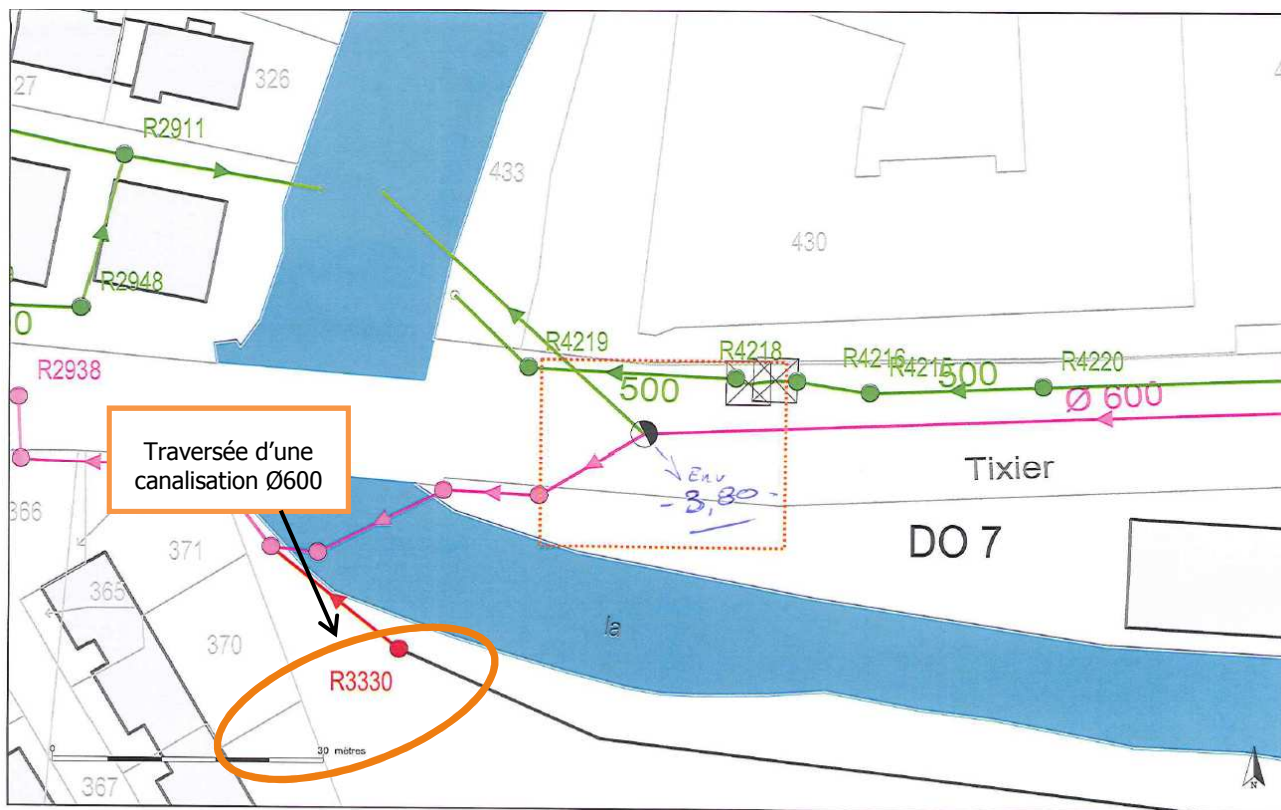 326
27
R2911
433
430
R2948
0
R4219
R4218
R4216
R4215
R4220
500
500
Ø 600
R2938
Traversée d’une
canalisation Ø600
Env
- 3,80 -
Tixier
DO 7
366
371
365
370
la
R3330
0
30 mètres
367
N